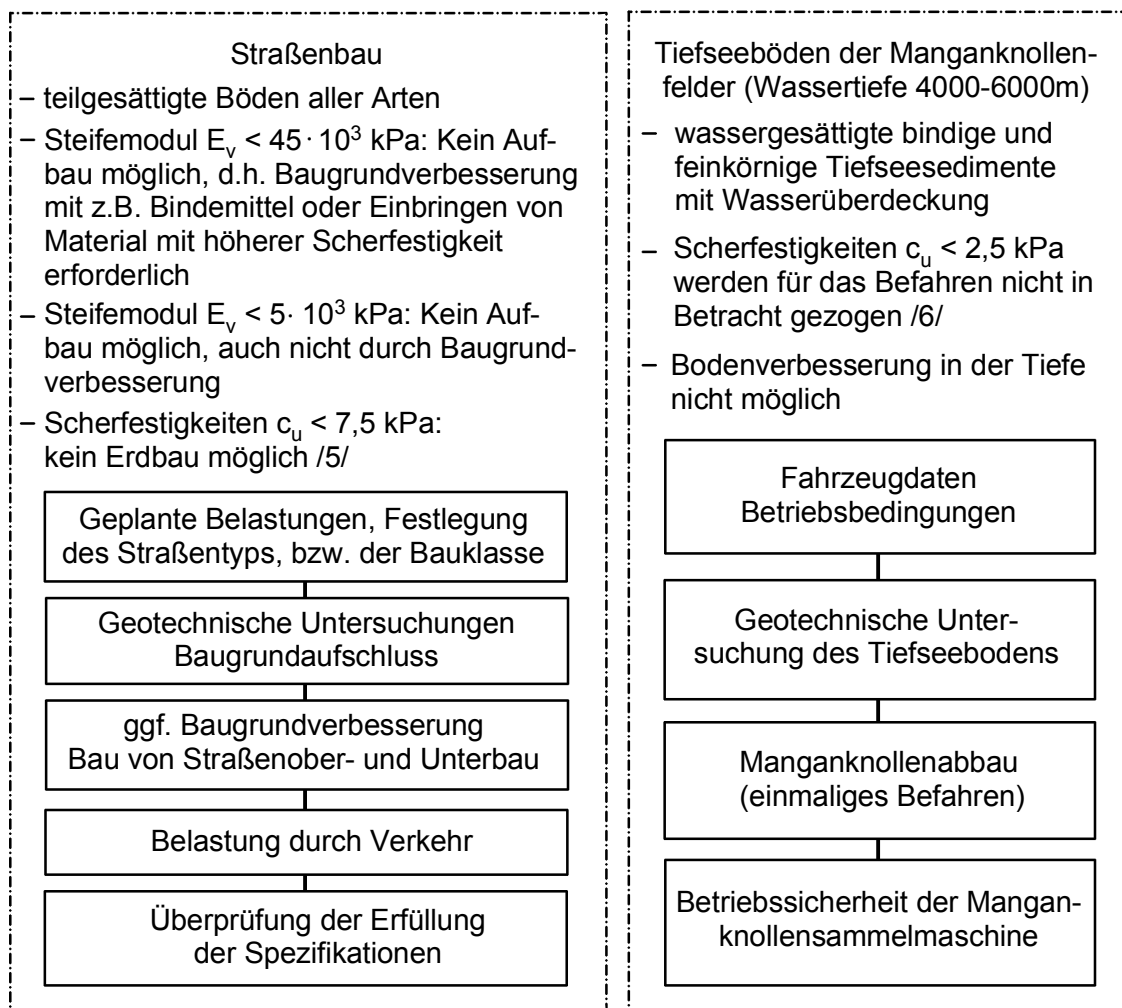 Straßenbau
– teilgesättigte Böden aller Arten
– Steifemodul E_v < 45· 10³ kPa: Kein Auf-
bau möglich, d.h. Baugrundverbesserung
mit z.B. Bindemittel oder Einbringen von
Material mit höherer Scherfestigkeit
erforderlich
– Steifemodul E_v < 5· 10³ kPa: Kein Auf-
bau möglich, auch nicht durch Baugrund-
verbesserung
– Scherfestigkeiten c_u < 7,5 kPa:
kein Erdbau möglich /5/
Geplante Belastungen, Festlegung
des Straßentyps, bzw. der Bauklasse
Geotechnische Untersuchungen
Baugrundaufschluss
ggf. Baugrundverbesserung
Bau von Straßenober- und Unterbau
Belastung durch Verkehr
Überprüfung der Erfüllung
der Spezifikationen
Tiefseeböden der Manganknollen-
felder (Wassertiefe 4000-6000m)
– wassergesättigte bindige und
feinkörnige Tiefseesedimente
mit Wasserüberdeckung
– Scherfestigkeiten c_u < 2,5 kPa
werden für das Befahren nicht in
Betracht gezogen /6/
– Bodenverbesserung in der Tiefe
nicht möglich
Fahrzeugdaten
Betriebsbedingungen
Geotechnische Unter-
suchung des Tiefseebodens
Manganknollenabbau
(einmaliges Befahren)
Betriebssicherheit der Mangan-
knollensammelmaschine